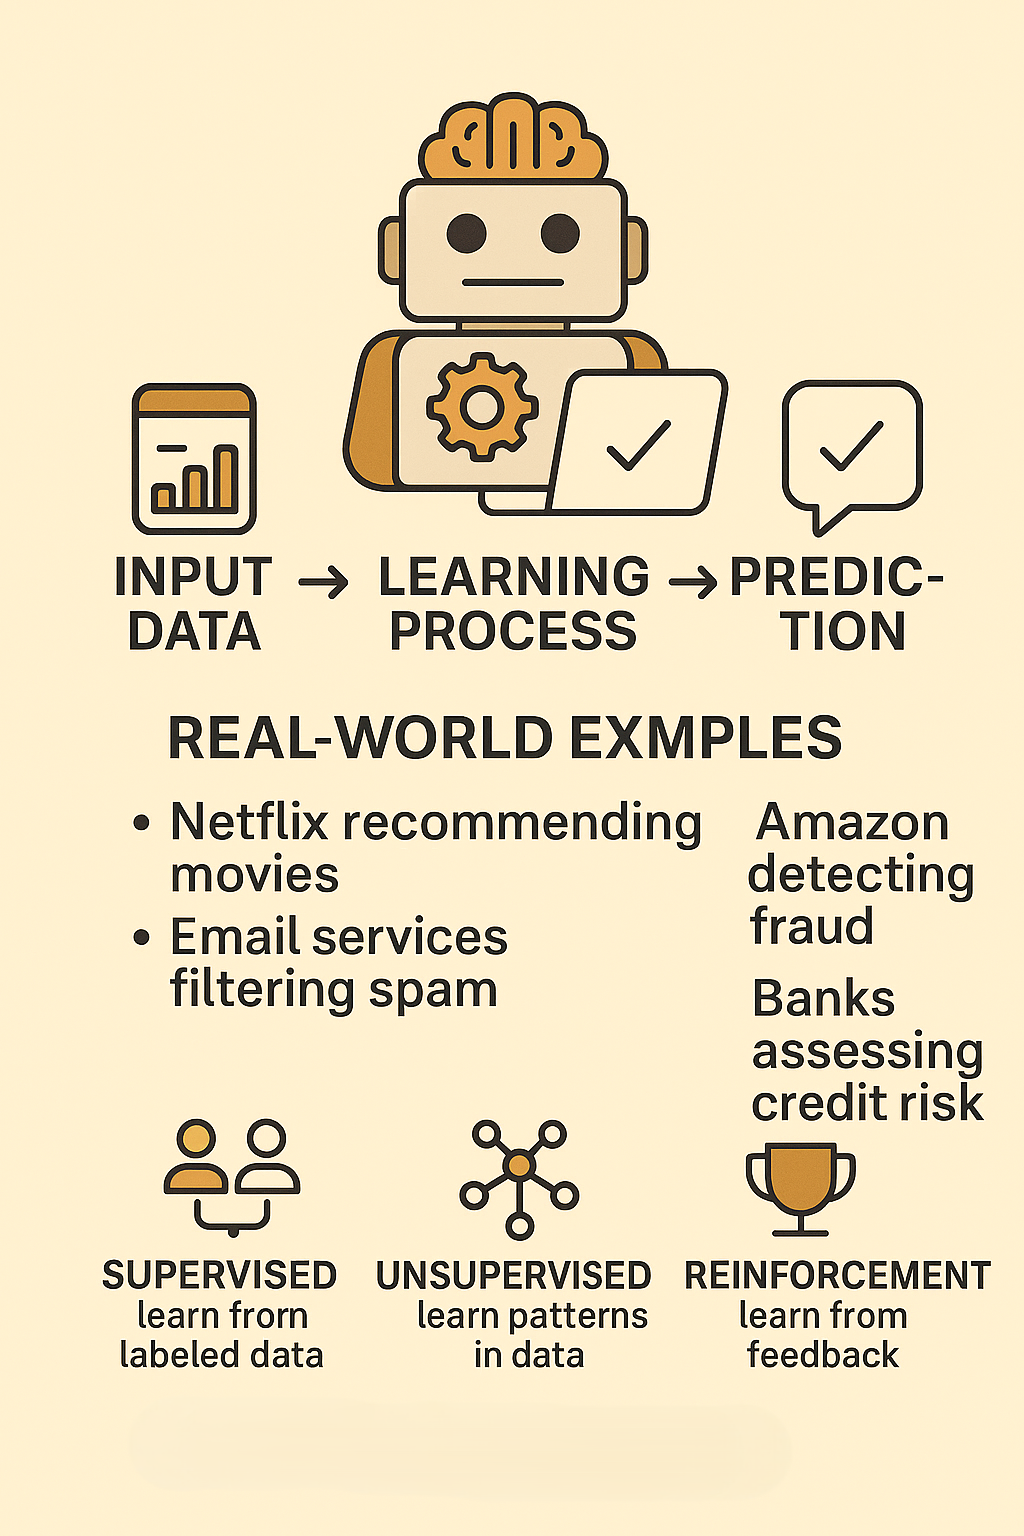 INPUT
DATA
→ LEARNING
PROCESS
→ PREDIC-
TION
REAL-WORLD EXMPLES
• Netflix recommending
movies
• Email services
filtering spam
Amazon
detecting
fraud
Banks
assessing
credit risk
SUPERVISED
learn frorn
labeled data
UNSUPERVISED
learn patterns
in data
REINFORCEMENT
learn from
feedback